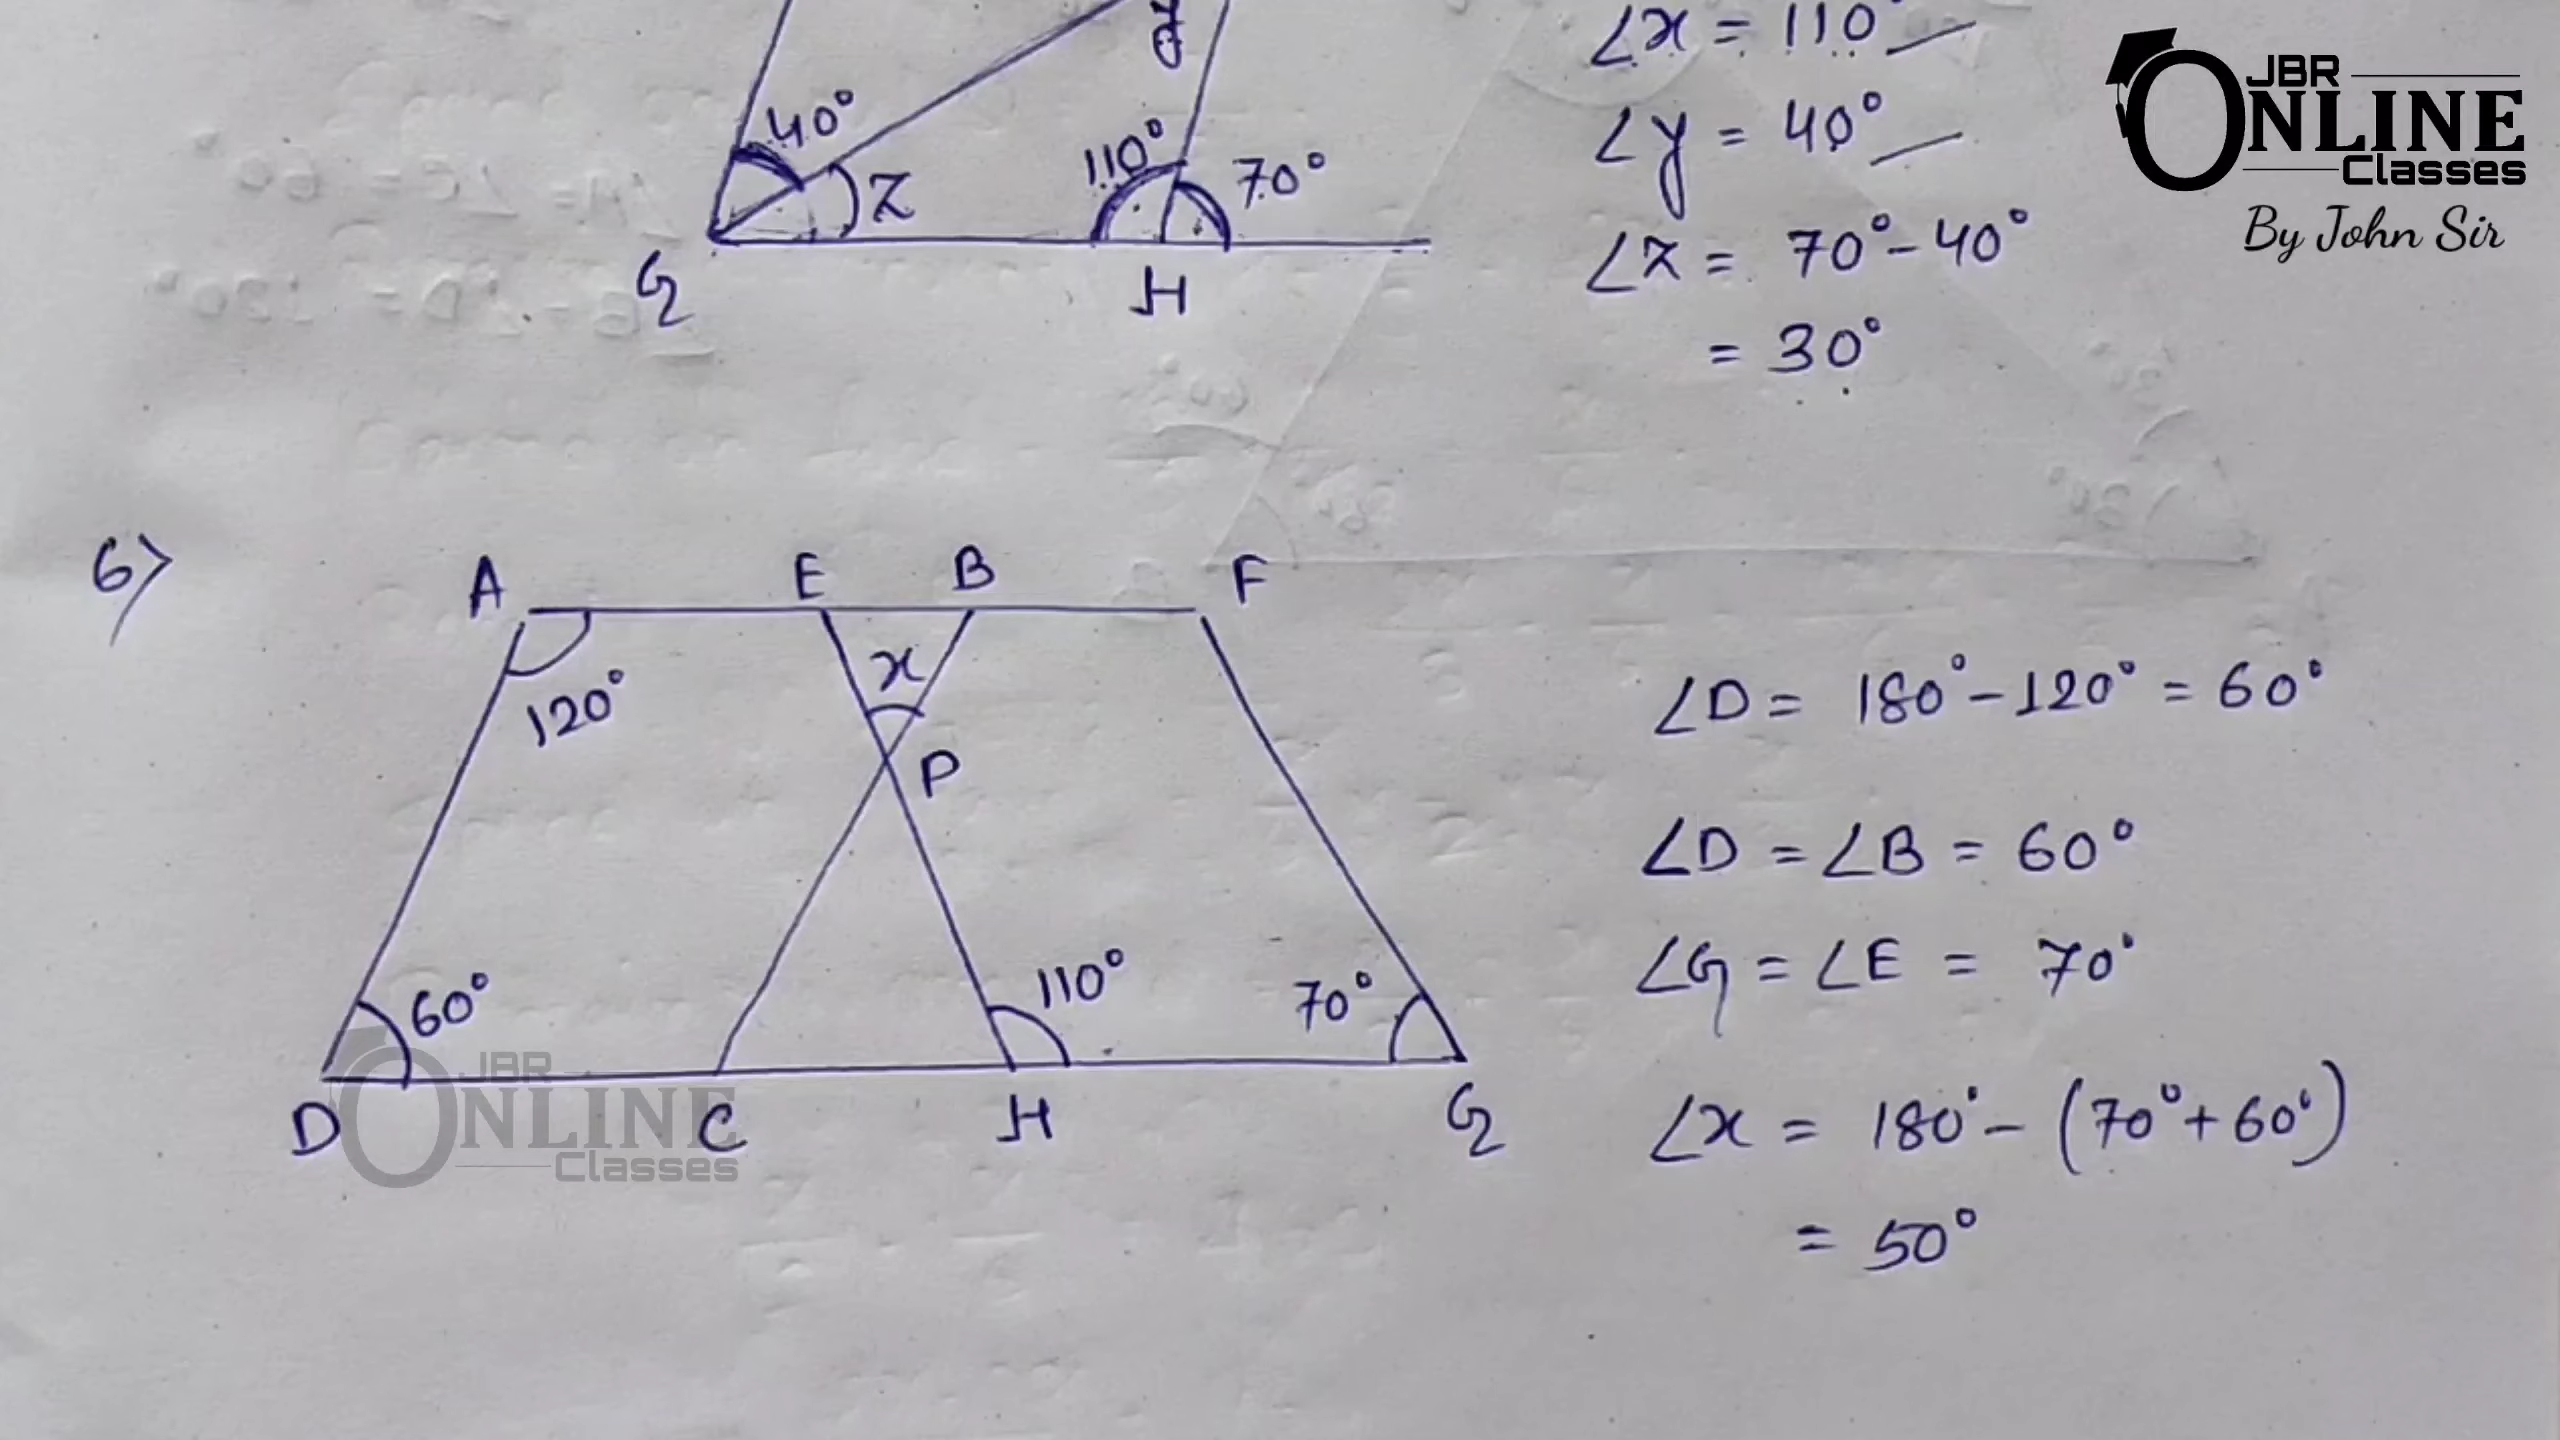 y
∠x = 110°
40°
110°
70°
z
∠y = 40°
∠z = 70° - 40°
= 30°
G
H
JBR
ONLINE
Classes
By John Sir
6>
A
E
B
F
x
120°
P
60°
110°
70°
D
C
H
G
∠D = 180° - 120° = 60°
∠D = ∠B = 60°
∠G = ∠E = 70°
∠x = 180° - (70° + 60°)
= 50°
JBR
ONLINE
Classes